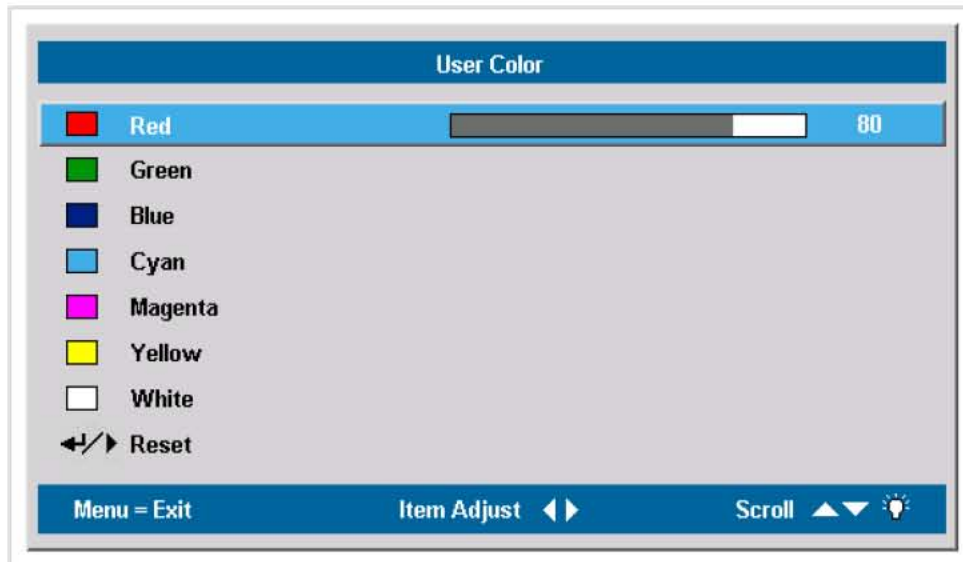 User Color
Red 80
Green
Blue
Cyan
Magenta
Yellow
White
Reset
Menu = Exit Item Adjust Scroll